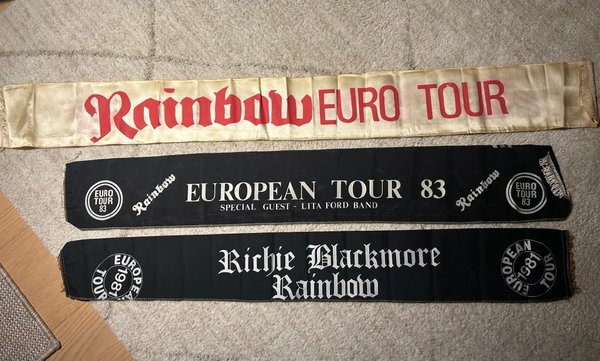 Rainbow EURO TOUR
EURO TOUR 83
Rainbow
EUROPEAN TOUR 83
SPECIAL GUEST ~ LITA FORD BAND
Rainbow
EURO TOUR 83
EUROPEAN TOUR
1981
Richie Blackmore
Rainbow
EUROPEAN TOUR
1981